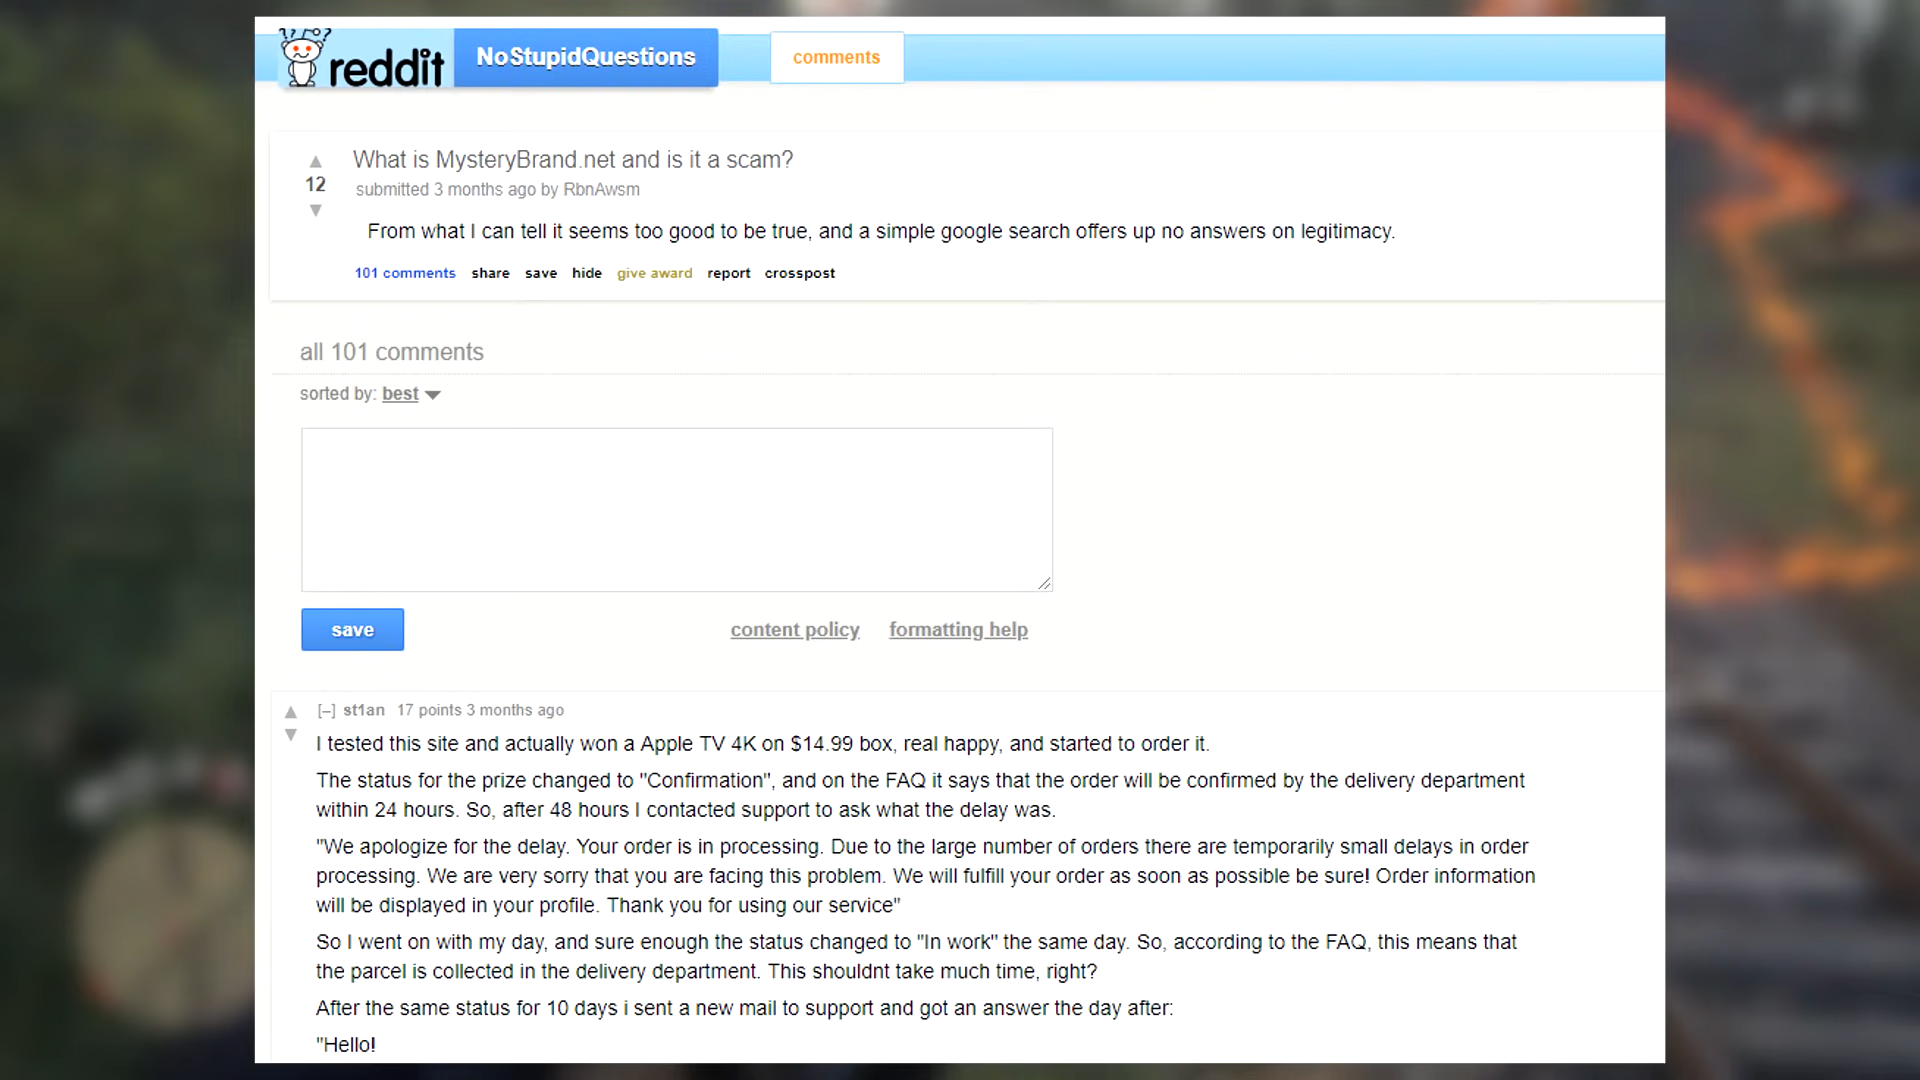 ??!?
reddit NoStupidQuestions comments
What is MysteryBrand.net and is it a scam?
12
submitted 3 months ago by RbnAwsm
From what I can tell it seems too good to be true, and a simple google search offers up no answers on legitimacy.
101 comments share save hide give award report crosspost
all 101 comments
sorted by: best
save content policy formatting help
[–] st1an 17 points 3 months ago
I tested this site and actually won a Apple TV 4K on $14.99 box, real happy, and started to order it.
The status for the prize changed to "Confirmation", and on the FAQ it says that the order will be confirmed by the delivery department
within 24 hours. So, after 48 hours I contacted support to ask what the delay was.
"We apologize for the delay. Your order is in processing. Due to the large number of orders there are temporarily small delays in order
processing. We are very sorry that you are facing this problem. We will fulfill your order as soon as possible be sure! Order information
will be displayed in your profile. Thank you for using our service"
So I went on with my day, and sure enough the status changed to "In work" the same day. So, according to the FAQ, this means that
the parcel is collected in the delivery department. This shouldnt take much time, right?
After the same status for 10 days i sent a new mail to support and got an answer the day after:
"Hello!